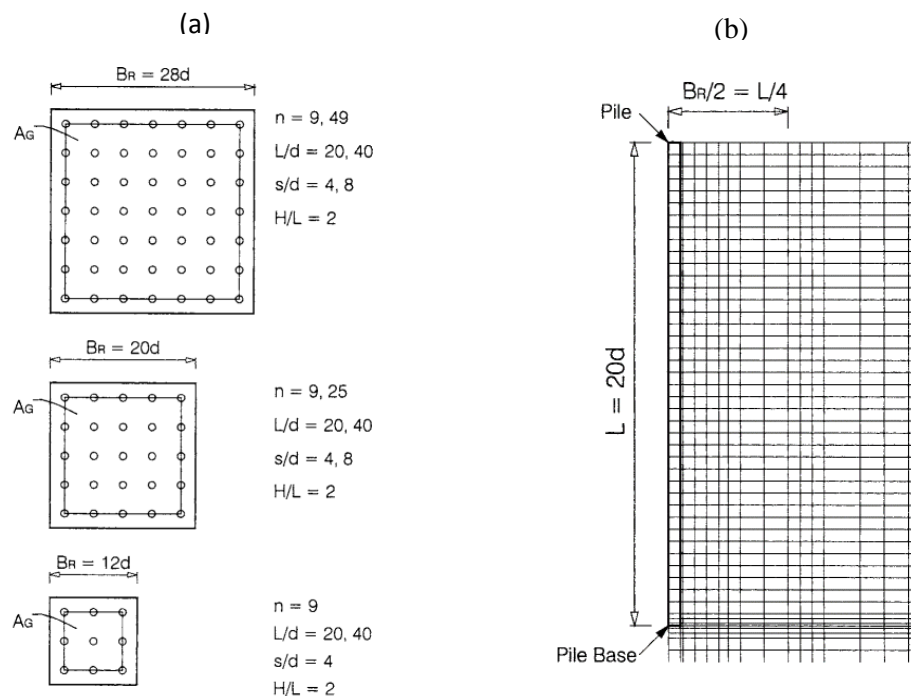 (a)
BR = 28d
AG
n = 9, 49
L/d = 20, 40
s/d = 4, 8
H/L = 2
BR = 20d
AG
n = 9, 25
L/d = 20, 40
s/d = 4, 8
H/L = 2
BR = 12d
AG
n = 9
L/d = 20, 40
s/d = 4
H/L = 2
(b)
BR/2 = L/4
Pile
L = 20d
Pile Base